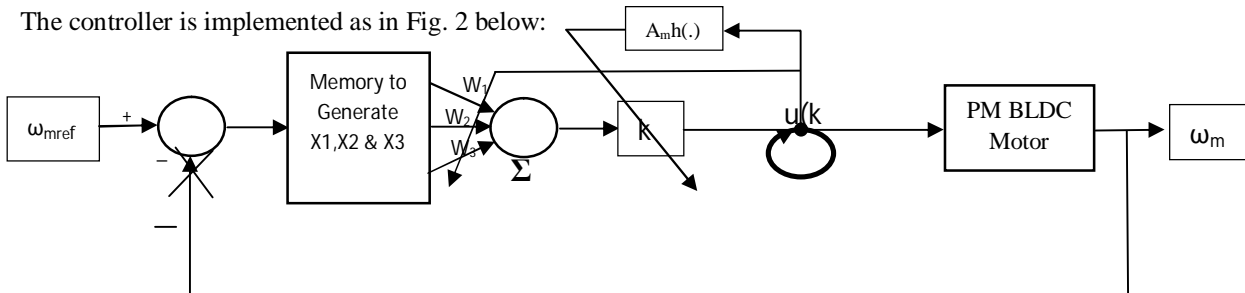 The controller is implemented as in Fig. 2 below:
Aₘh(.)
Memory to
Generate
X1,X2 & X3
W₁
W₂
W₃
Σ
ωₘᵣₑf
+
−
—
k
u(k
PM BLDC
Motor
ωₘ